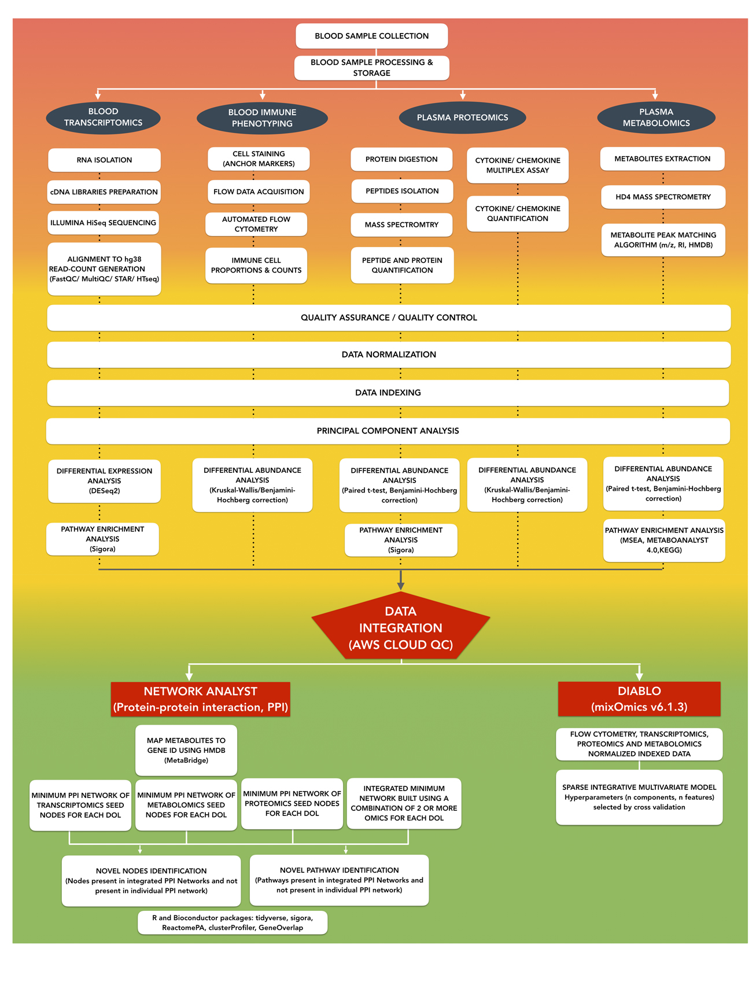 BLOOD SAMPLE COLLECTION
BLOOD SAMPLE PROCESSING &
STORAGE
BLOOD
TRANSCRIPTOMICS
BLOOD IMMUNE
PHENOTYPING
PLASMA PROTEOMICS
PLASMA
METABOLOMICS
RNA ISOLATION
cDNA LIBRARIES PREPARATION
ILLUMINA HiSeq SEQUENCING
ALIGNMENT TO hg38
READ-COUNT GENERATION
(FastQC/ MultiQC/ STAR/ HTseq)
CELL STAINING
(ANCHOR MARKERS)
FLOW DATA ACQUISITION
AUTOMATED FLOW
CYTOMETRY
IMMUNE CELL
PROPORTIONS & COUNTS
PROTEIN DIGESTION
PEPTIDES ISOLATION
MASS SPECTROMTRY
PEPTIDE AND PROTEIN
QUANTIFICATION
CYTOKINE/ CHEMOKINE
MULTIPLEX ASSAY
CYTOKINE/ CHEMOKINE
QUANTIFICATION
METABOLITES EXTRACTION
HD4 MASS SPECTROMETRY
METABOLITE PEAK MATCHING
ALGORITHM (m/z, RI, HMDB)
QUALITY ASSURANCE / QUALITY CONTROL
DATA NORMALIZATION
DATA INDEXING
PRINCIPAL COMPONENT ANALYSIS
DIFFERENTIAL EXPRESSION
ANALYSIS
(DESeq2)
DIFFERENTIAL ABUNDANCE
ANALYSIS
(Kruskal-Wallis/Benjamini-
Hochberg correction)
DIFFERENTIAL ABUNDANCE
ANALYSIS
(Paired t-test, Benjamini-Hochberg
correction)
DIFFERENTIAL ABUNDANCE
ANALYSIS
(Kruskal-Wallis/Benjamini-
Hochberg correction)
DIFFERENTIAL ABUNDANCE
ANALYSIS
(Paired t-test, Benjamini-Hochberg
correction)
PATHWAY ENRICHMENT
ANALYSIS
(Sigora)
PATHWAY ENRICHMENT
ANALYSIS
(Sigora)
PATHWAY ENRICHMENT ANALYSIS
(MSEA, METABOANALYST
4.0,KEGG)
DATA
INTEGRATION
(AWS CLOUD QC)
NETWORK ANALYST
(Protein-protein interaction, PPI)
DIABLO
(mixOmics v6.1.3)
MAP METABOLITES TO
GENE ID USING HMDB
(MetaBridge)
MINIMUM PPI NETWORK OF
TRANSCRIPTOMICS SEED
NODES FOR EACH DOL
MINIMUM PPI NETWORK OF
METABOLOMICS SEED
NODES FOR EACH DOL
MINIMUM PPI NETWORK OF
PROTEOMICS SEED NODES
FOR EACH DOL
INTEGRATED MINIMUM
NETWORK BUILT USING A
COMBINATION OF 2 OR MORE
OMICS FOR EACH DOL
FLOW CYTOMETRY, TRANSCRIPTOMICS,
PROTEOMICS AND METABOLOMICS
NORMALIZED INDEXED DATA
SPARSE INTEGRATIVE MULTIVARIATE MODEL
Hyperparameters (n components, n features)
selected by cross validation
NOVEL NODES IDENTIFICATION
(Nodes present in integrated PPI Networks and not
present in individual PPI network)
NOVEL PATHWAY IDENTIFICATION
(Pathways present in integrated PPI Networks and
not present in individual PPI network)
R and Bioconductor packages: tidyverse, sigora,
ReactomePA, clusterProfiler, GeneOverlap